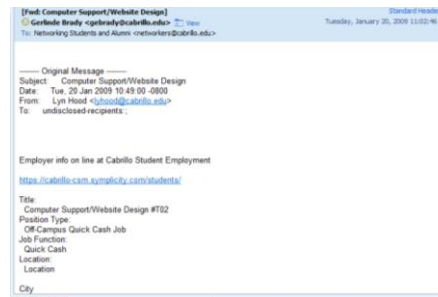 [Fwd: Computer Support/Website Design]
Standard Header
Gerlinde Brady <gebrady@cabrillo.edu> View
Tuesday, January 20, 2009 11:02:46
To: Networking Students and Alumni <networkers@cabrillo.edu>
-------- Original Message --------
Subject: Computer Support/Website Design
Date: Tue, 20 Jan 2009 10:49:00 -0800
From: Lyn Hood <lyhood@cabrillo.edu>
To: undisclosed-recipients:;
Employer info on line at Cabrillo Student Employment
https://cabrillo-csm.symplicity.com/students/
Title:
Computer Support/Website Design #T02
Position Type:
Off-Campus Quick Cash Job
Job Function:
Quick Cash
Location:
Location
City